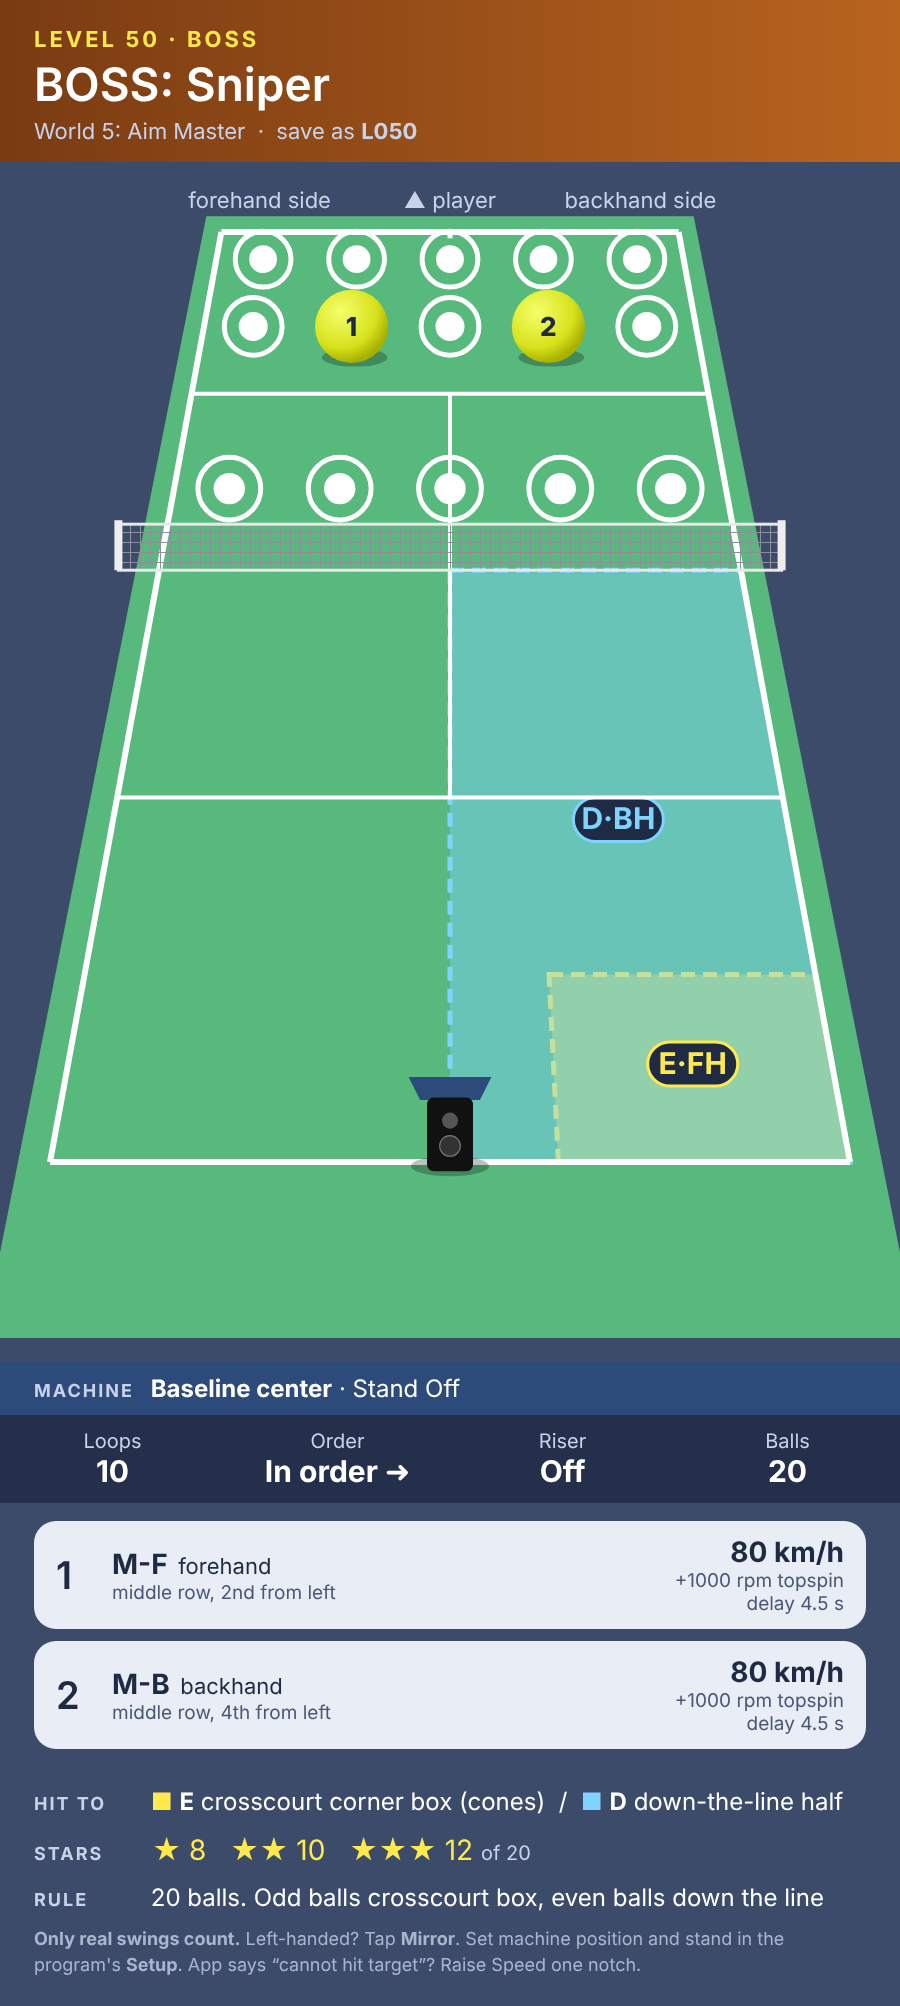 LEVEL 50 · BOSS
BOSS: Sniper
World 5: Aim Master · save as L050
forehand side ▲ player backhand side
1 2
D·BH
E·FH
MACHINE Baseline center · Stand Off
Loops Order Riser Balls
10 In order ➜ Off 20
1 M-F forehand 80 km/h
middle row, 2nd from left +1000 rpm topspin
delay 4.5 s
2 M-B backhand 80 km/h
middle row, 4th from left +1000 rpm topspin
delay 4.5 s
HIT TO ■ E crosscourt corner box (cones) / ■ D down-the-line half
STARS ★ 8 ★★ 10 ★★★ 12 of 20
RULE 20 balls. Odd balls crosscourt box, even balls down the line
Only real swings count. Left-handed? Tap Mirror. Set machine position and stand in the
program's Setup. App says “cannot hit target”? Raise Speed one notch.